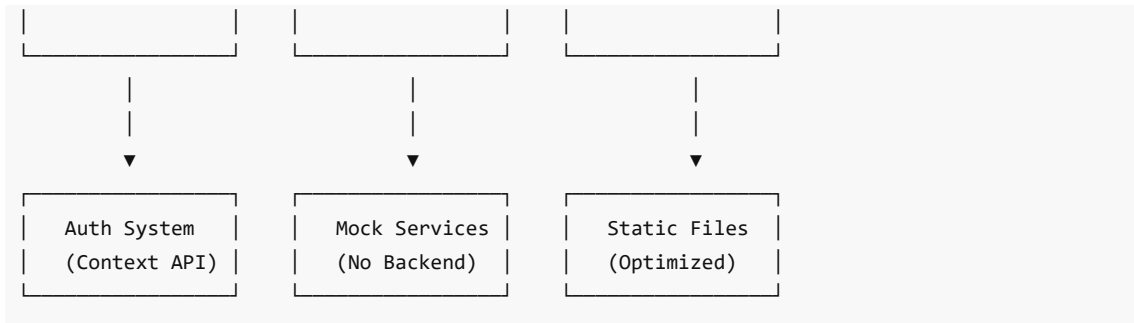 Auth System Mock Services Static Files
(Context API) (No Backend) (Optimized)